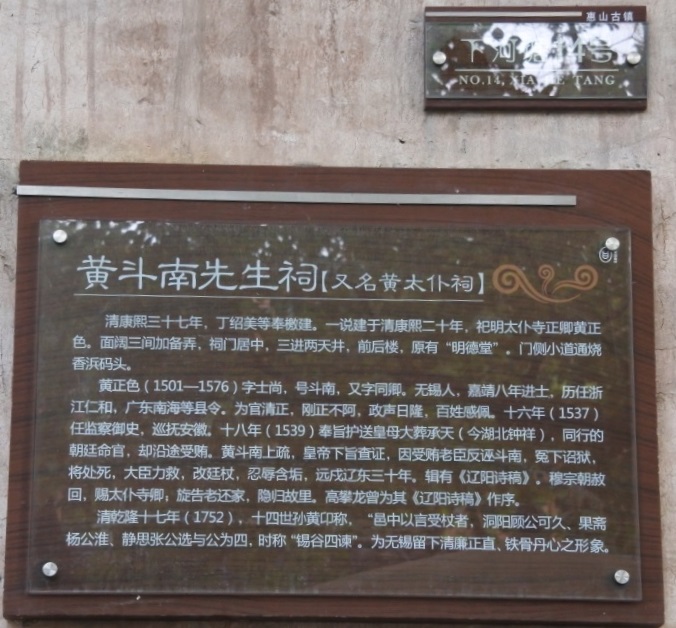 惠山古镇
下河塘14号
NO.14, XIAHE TANG
黄斗南先生祠【又名黄太仆祠】
清康熙三十七年，丁绍美等奉檄建。一说建于清康熙二十年，祀明太仆寺正卿黄正
色。面阔三间加备弄，祠门居中，三进两天井，前后楼，原有“明德堂”。门侧小道通烧
香浜码头。
黄正色（1501—1576）字士尚，号斗南，又字同卿。无锡人，嘉靖八年进士，历任浙
江仁和，广东南海等县令。为官清正，刚正不阿，政声日隆，百姓感佩。十六年（1537）
任监察御史，巡抚安徽。十八年（1539）奉旨护送皇母大葬承天（今湖北钟祥），同行的
朝廷命官，却沿途受贿。黄斗南上疏，皇帝下旨查证，因受贿老臣反诬斗南，冤下诏狱，
将处死，大臣力救，改廷杖，忍辱含垢，远戍辽东三十年。辑有《辽阳诗稿》。穆宗朝赦
回，赐太仆寺卿，旋告老还家，隐归故里。高攀龙曾为其《辽阳诗稿》作序。
清乾隆十七年（1752），十四世孙黄卬称，“邑中以言受杖者，洞阳顾公可久、果斋
杨公淮、静思张公选与公为四，时称“锡谷四谏”。为无锡留下清廉正直、铁骨丹心之形象。